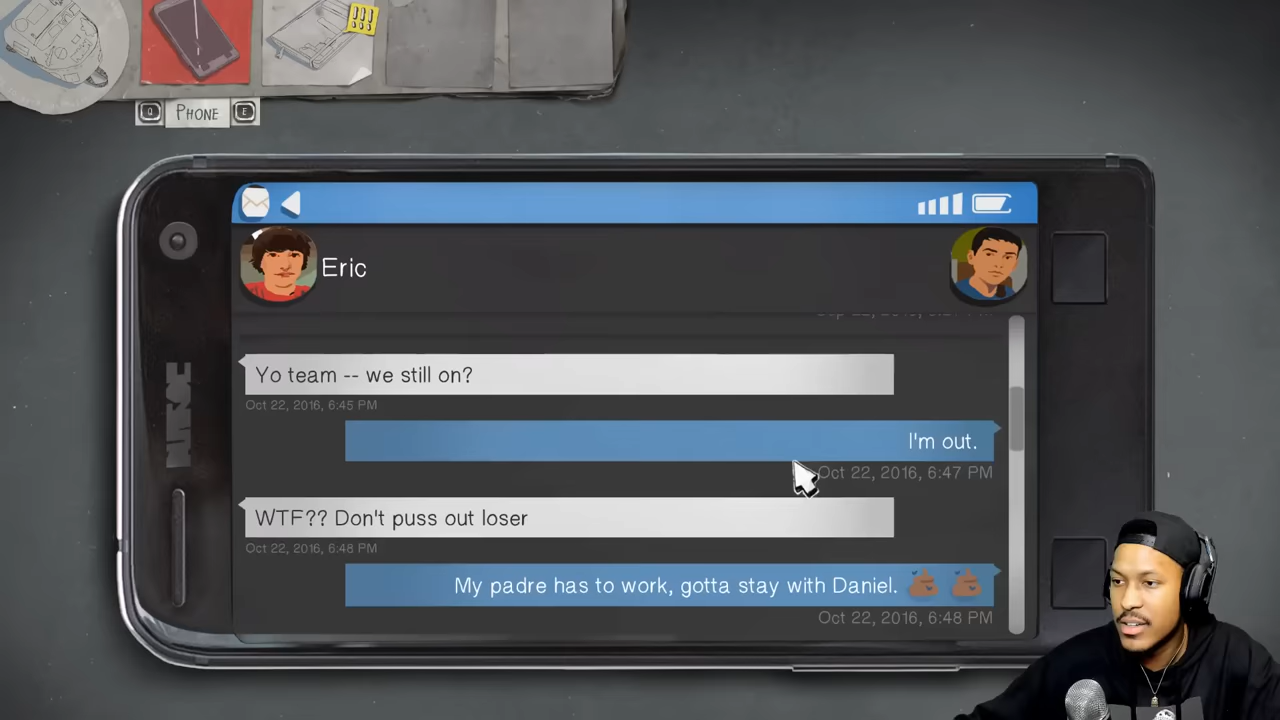 Q PHONE E
Eric
Yo team -- we still on?
Oct 22, 2016, 6:45 PM
I'm out.
Oct 22, 2016, 6:47 PM
WTF?? Don't puss out loser
Oct 22, 2016, 6:48 PM
My padre has to work, gotta stay with Daniel. 💩 💩
Oct 22, 2016, 6:48 PM